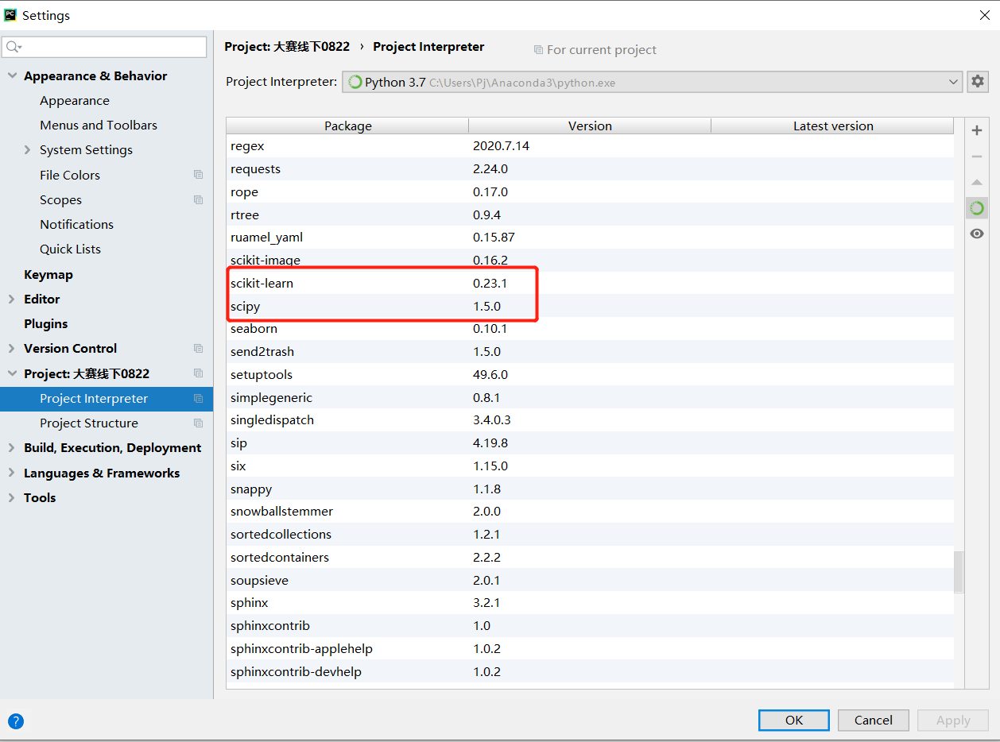 Settings
Project: 大赛线下0822 › Project Interpreter
For current project
Project Interpreter: Python 3.7 C:\Users\Pj\Anaconda3\python.exe
Appearance & Behavior
Appearance
Menus and Toolbars
System Settings
File Colors
Scopes
Notifications
Quick Lists
Keymap
Editor
Plugins
Version Control
Project: 大赛线下0822
Project Interpreter
Project Structure
Build, Execution, Deployment
Languages & Frameworks
Tools
Package Version Latest version
regex 2020.7.14
requests 2.24.0
rope 0.17.0
rtree 0.9.4
ruamel_yaml 0.15.87
scikit-image 0.16.2
scikit-learn 0.23.1
scipy 1.5.0
seaborn 0.10.1
send2trash 1.5.0
setuptools 49.6.0
simplegeneric 0.8.1
singledispatch 3.4.0.3
sip 4.19.8
six 1.15.0
snappy 1.1.8
snowballstemmer 2.0.0
sortedcollections 1.2.1
sortedcontainers 2.2.2
soupsieve 2.0.1
sphinx 3.2.1
sphinxcontrib 1.0
sphinxcontrib-applehelp 1.0.2
sphinxcontrib-devhelp 1.0.2
? OK Cancel Apply